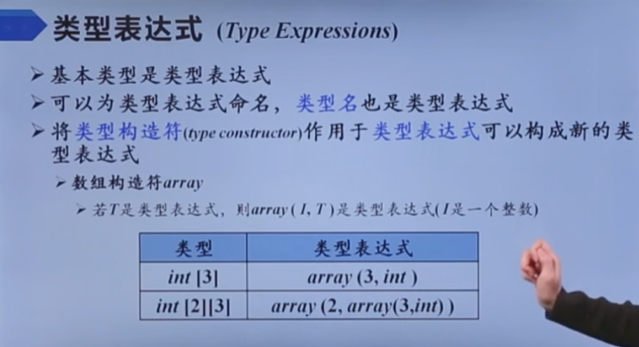 类型表达式 (Type Expressions)
➢基本类型是类型表达式
➢可以为类型表达式命名，类型名也是类型表达式
➢将类型构造符(type constructor)作用于类型表达式可以构成新的类
型表达式
➢数组构造符array
➢若T是类型表达式，则array ( I, T )是类型表达式( I是一个整数)
类型 类型表达式
int [3] array (3, int )
int [2][3] array (2, array(3,int) )